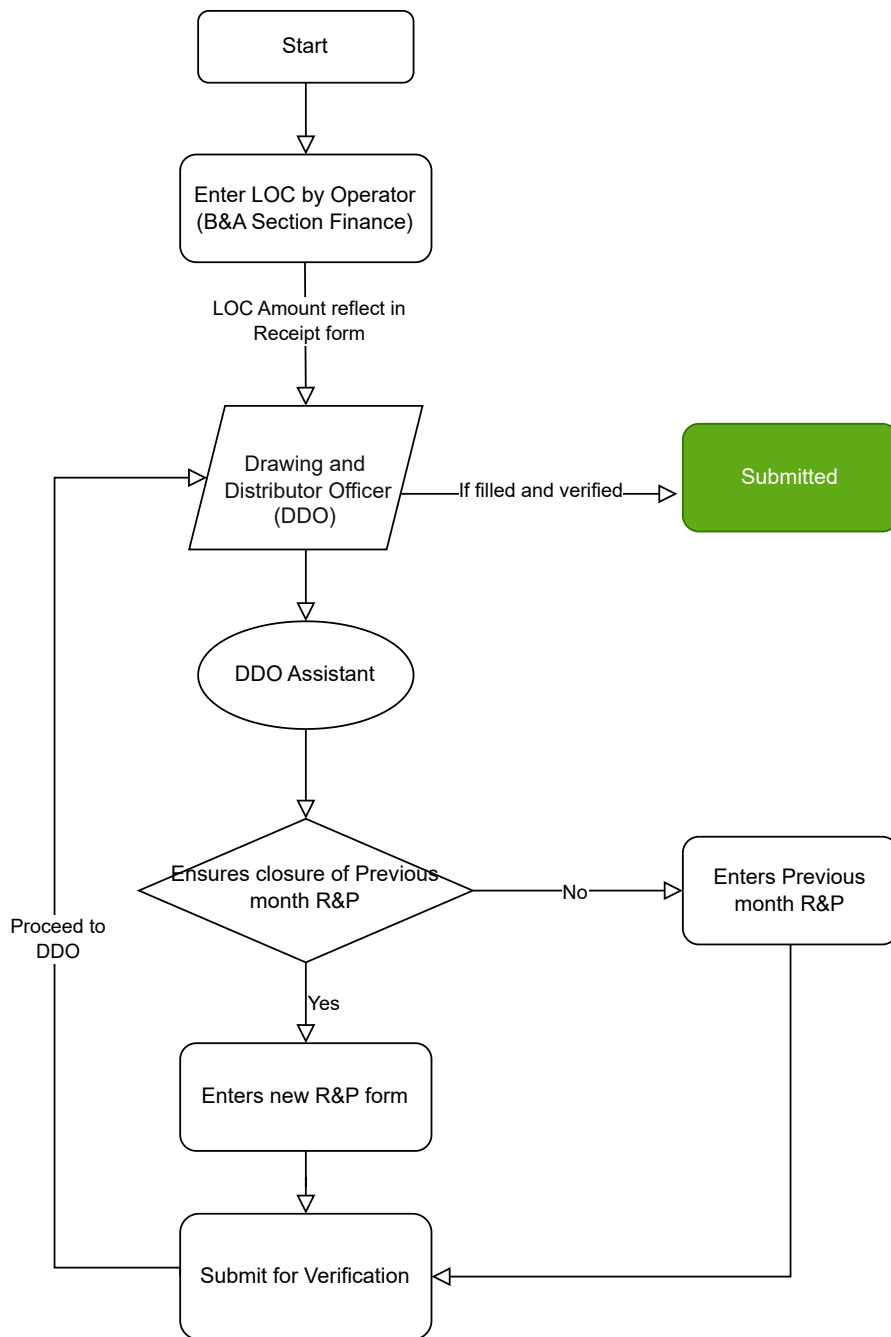 Start
Enter LOC by Operator
(B&A Section Finance)
LOC Amount reflect in
Receipt form
Drawing and
Distributor Officer
(DDO)
If filled and verified
Submitted
DDO Assistant
Ensures closure of Previous
month R&P
No
Enters Previous
month R&P
Proceed to
DDO
Yes
Enters new R&P form
Submit for Verification